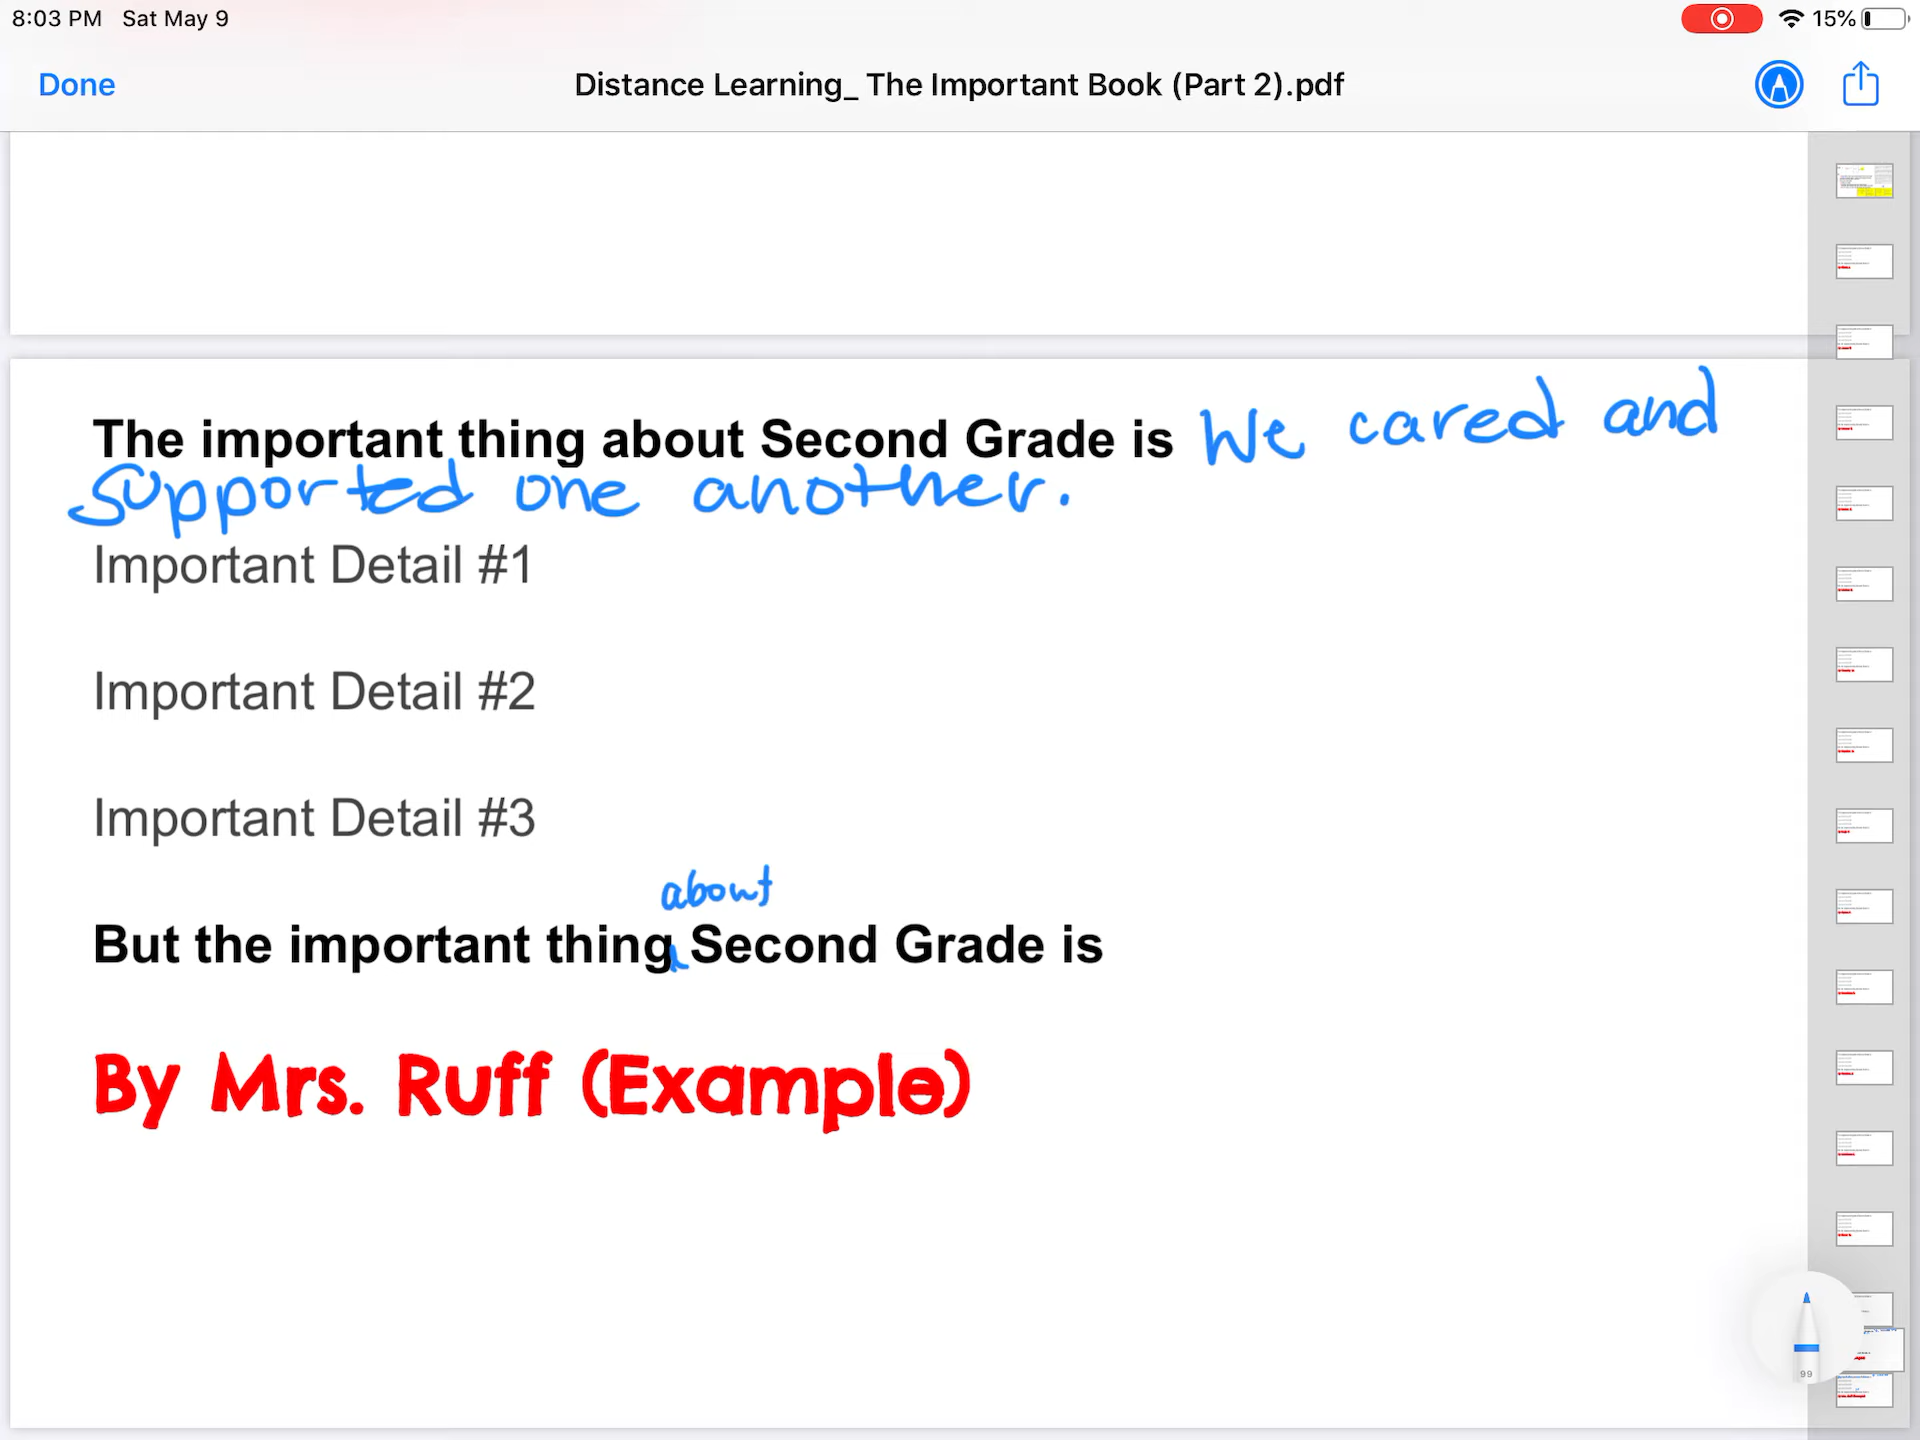 8:03 PM Sat May 9
15%
Done
Distance Learning_ The Important Book (Part 2).pdf
The important thing about Second Grade is We cared and
supported one another.
Important Detail #1
Important Detail #2
Important Detail #3
about
But the important thing Second Grade is
By Mrs. Ruff (Example)
99